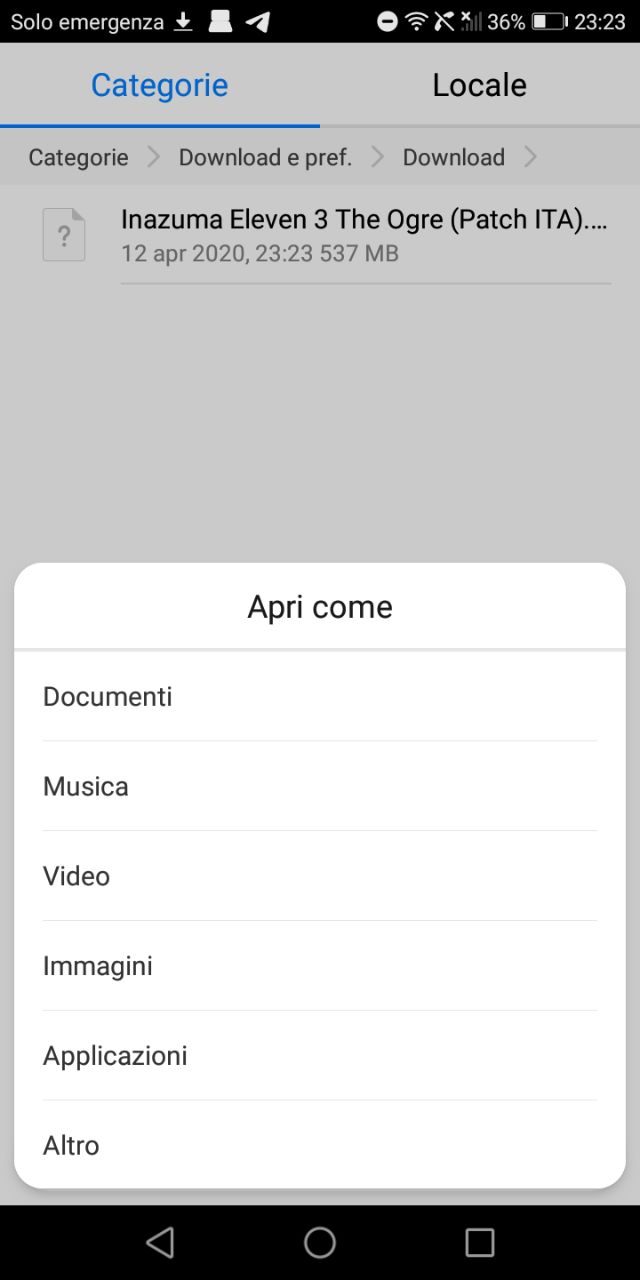 Solo emergenza 36% 23:23
Categorie Locale
Categorie Download e pref. Download
?
Inazuma Eleven 3 The Ogre (Patch ITA)....
12 apr 2020, 23:23 537 MB
Apri come
Documenti
Musica
Video
Immagini
Applicazioni
Altro